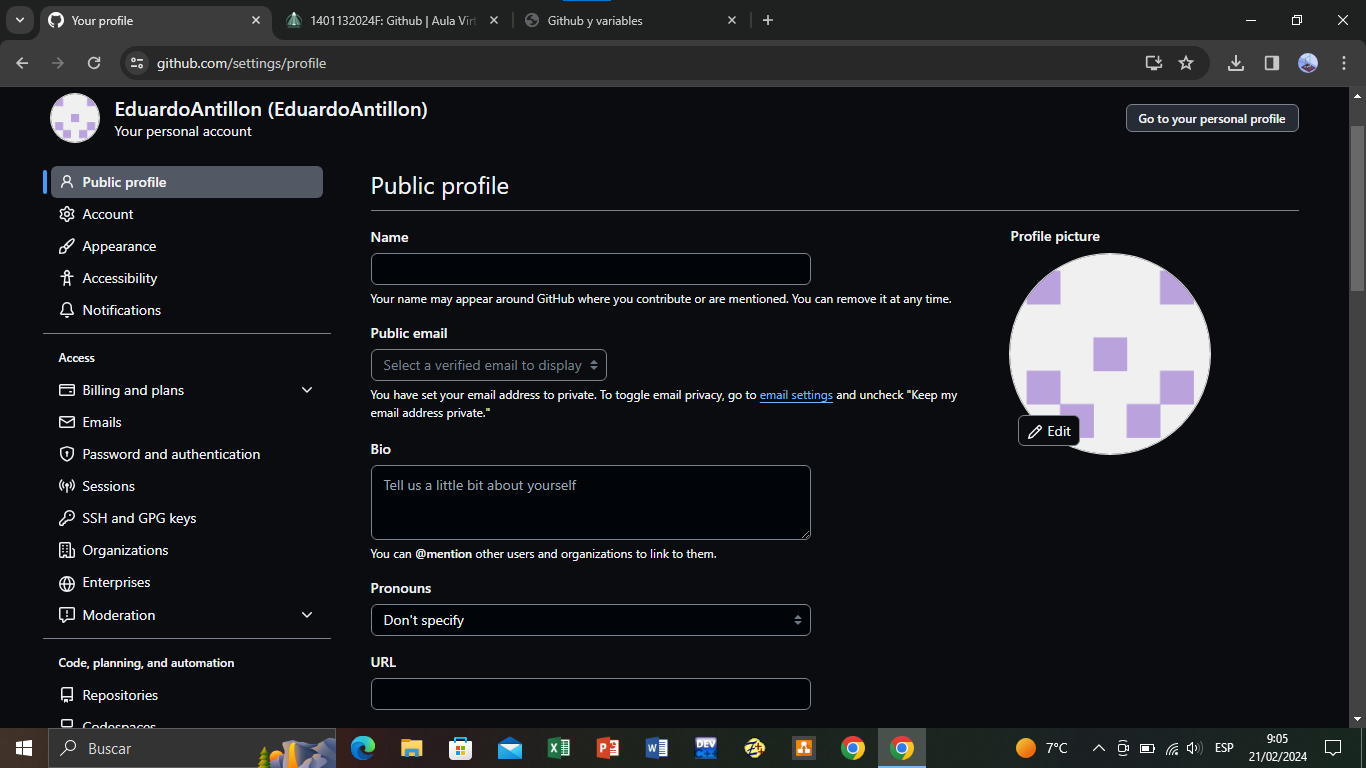 Your profile
1401132024F: Github | Aula Virt
Github y variables
github.com/settings/profile
EduardoAntillon (EduardoAntillon)
Your personal account
Go to your personal profile
Public profile
Account
Appearance
Accessibility
Notifications
Access
Billing and plans
Emails
Password and authentication
Sessions
SSH and GPG keys
Organizations
Enterprises
Moderation
Code, planning, and automation
Repositories
Codespaces
Public profile
Name
Your name may appear around GitHub where you contribute or are mentioned. You can remove it at any time.
Public email
Select a verified email to display
You have set your email address to private. To toggle email privacy, go to email settings and uncheck "Keep my
email address private."
Bio
Tell us a little bit about yourself
You can @mention other users and organizations to link to them.
Pronouns
Don't specify
URL
Profile picture
Edit
Buscar
DEV
7°C
ESP
9:05
21/02/2024